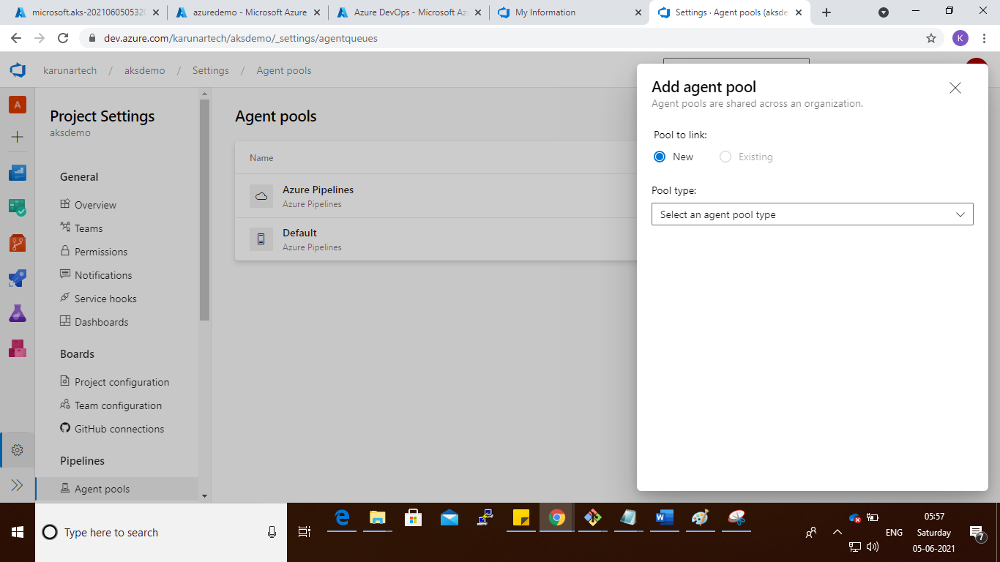 microsoft.aks-2021060505320
azuredemo - Microsoft Azure
Azure DevOps - Microsoft Az
My Information
Settings · Agent pools (aksde
dev.azure.com/karunartech/aksdemo/_settings/agentqueues
K
karunartech / aksdemo / Settings / Agent pools
A
Project Settings
aksdemo
General
Overview
Teams
Permissions
Notifications
Service hooks
Dashboards
Boards
Project configuration
Team configuration
GitHub connections
Pipelines
Agent pools
Agent pools
Name
Azure Pipelines
Azure Pipelines
Default
Azure Pipelines
Add agent pool
Agent pools are shared across an organization.
Pool to link:
New
Existing
Pool type:
Select an agent pool type
Type here to search
ENG
05:57
Saturday
05-06-2021
7